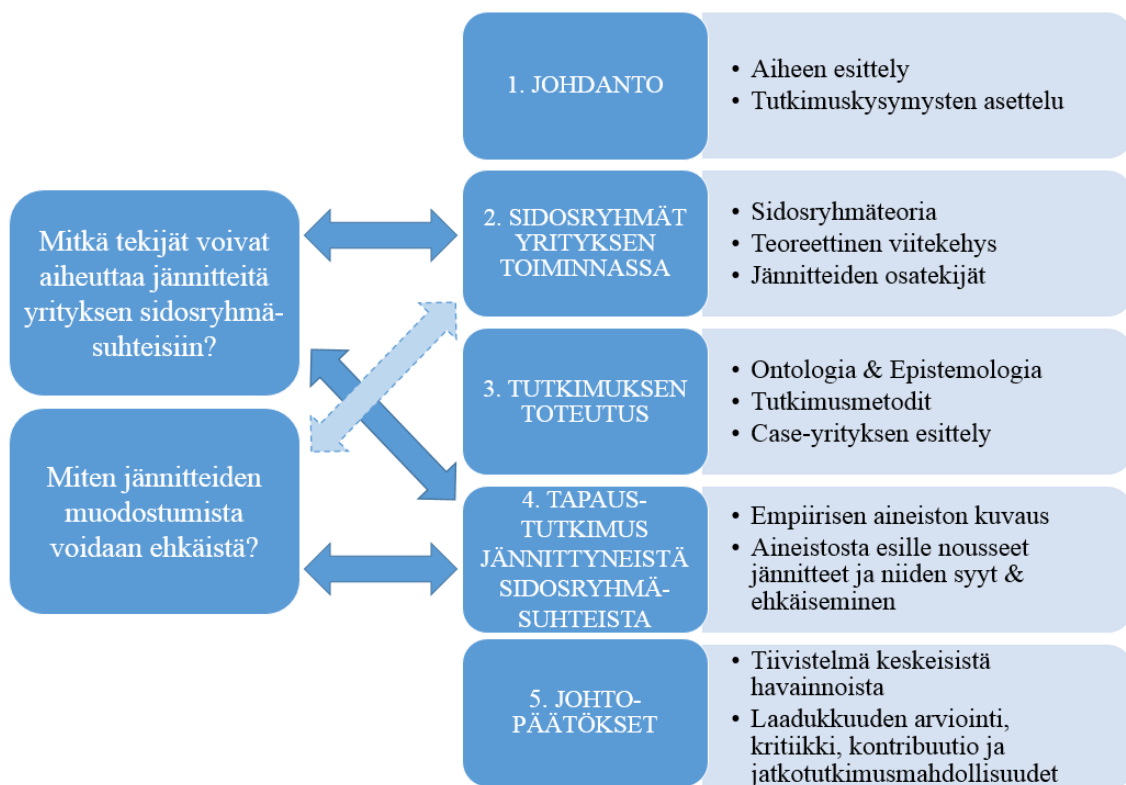 Mitkä tekijät voivat
aiheuttaa jännitteitä
yrityksen sidosryhmä-
suhteisiin?
Miten jännitteiden
muodostumista
voidaan ehkäistä?
1. JOHDANTO
• Aiheen esittely
• Tutkimuskysymysten asettelu
2. SIDOSRYHMÄT
YRITYKSEN
TOIMINNASSA
• Sidosryhmäteoria
• Teoreettinen viitekehys
• Jännitteiden osatekijät
3. TUTKIMUKSEN
TOTEUTUS
• Ontologia & Epistemologia
• Tutkimusmetodit
• Case-yrityksen esittely
4. TAPAUS-
TUTKIMUS
JÄNNITTYNEISTÄ
SIDOSRYHMÄ-
SUHTEISTA
• Empiirisen aineiston kuvaus
• Aineistosta esille nousseet
jännitteet ja niiden syyt &
ehkäiseminen
5. JOHTO-
PÄÄTÖKSET
• Tiivistelmä keskeisistä
havainnoista
• Laadukkuuden arviointi,
kritiikki, kontribuutio ja
jatkotutkimusmahdollisuudet